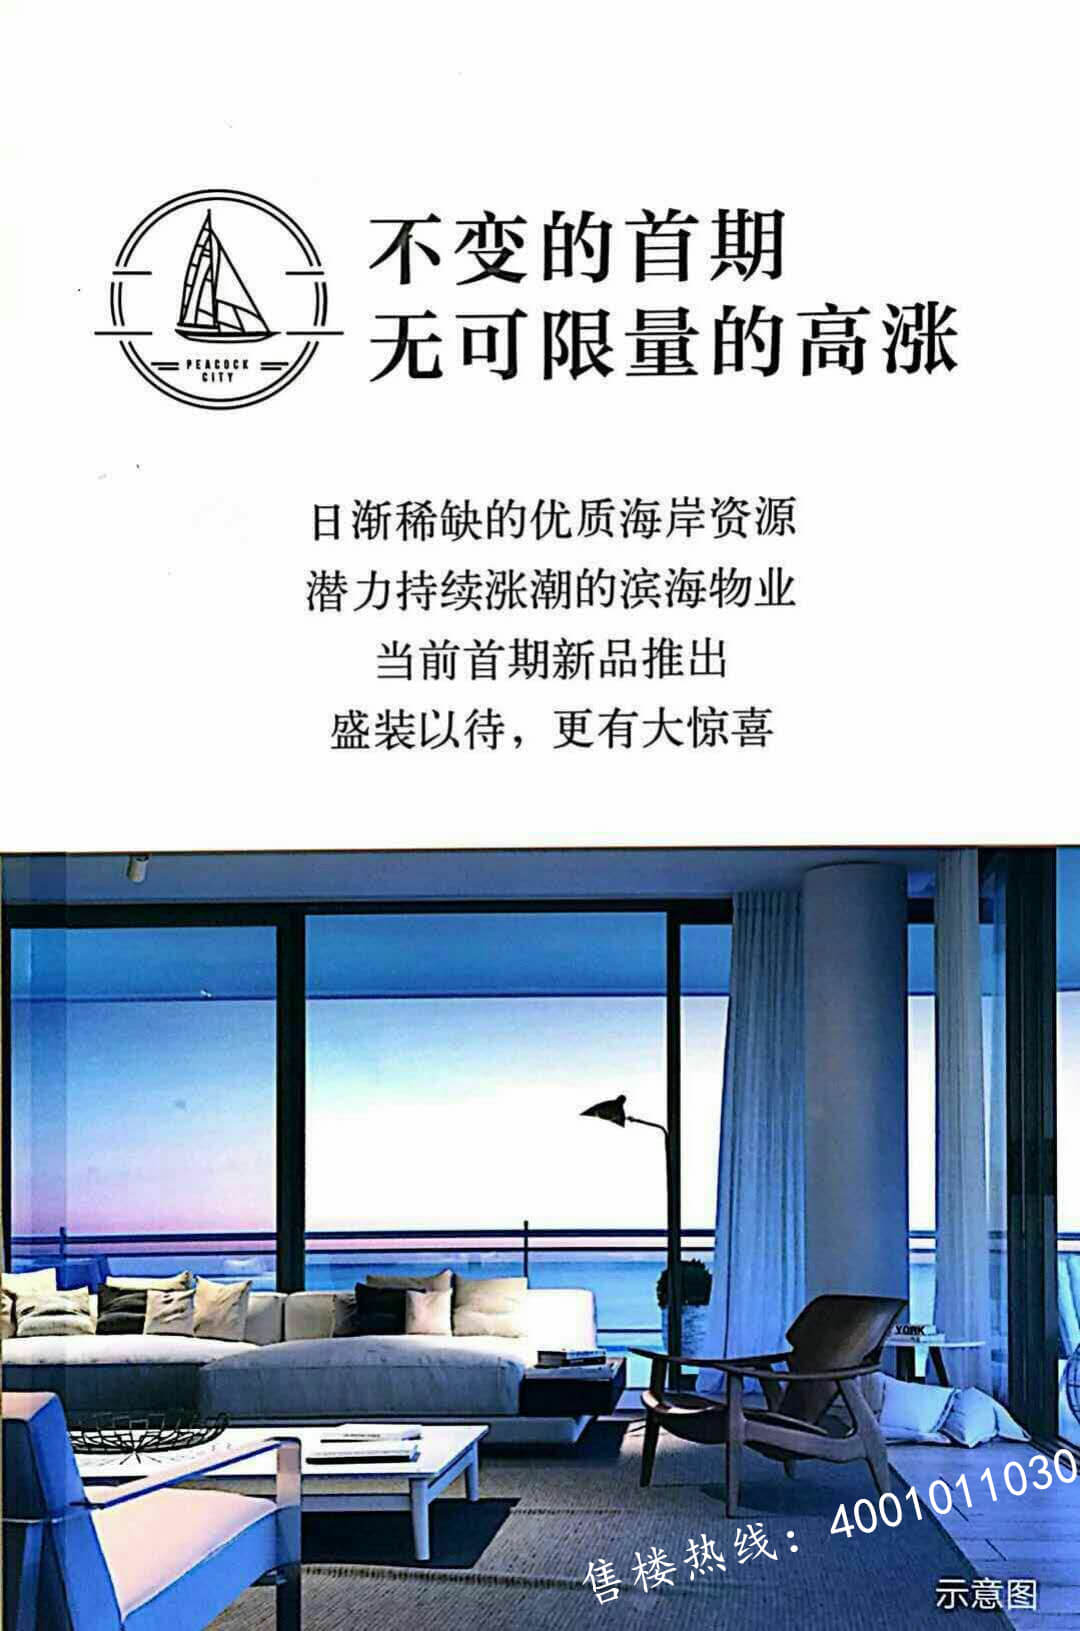 不变的首期
无可限量的高涨
PEACOCK
CITY
日渐稀缺的优质海岸资源
潜力持续涨潮的滨海物业
当前首期新品推出
盛装以待，更有大惊喜
YORK
售楼热线：4001011030
示意图